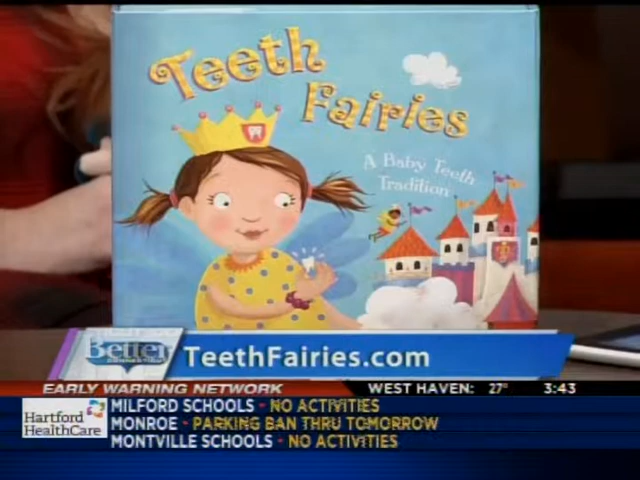 Teeth
Fairies
A Baby Teeth
Tradition
Better
TeethFairies.com
EARLY WARNING NETWORK
WEST HAVEN: 27° 3:43
Hartford
HealthCare
MILFORD SCHOOLS - NO ACTIVITIES
MONROE - PARKING BAN THRU TOMORROW
MONTVILLE SCHOOLS - NO ACTIVITIES